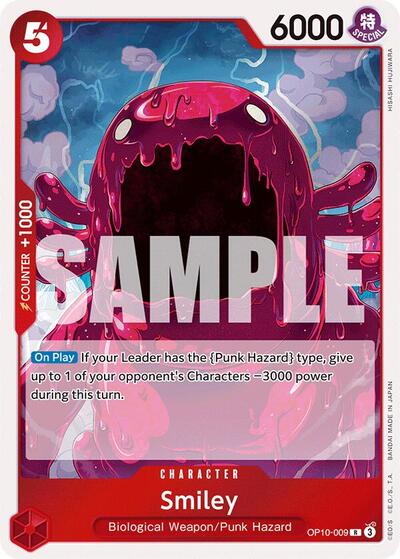 5
6000
特
SPECIAL
HISASHI HUJIWARA
COUNTER +1000
SAMPLE
On Play If your Leader has the {Punk Hazard} type, give
up to 1 of your opponent's Characters −3000 power
during this turn.
CHARACTER
Smiley
Biological Weapon/Punk Hazard
OP10-009 R 3
©E.O./S. ©E.O./S., T.A. BANDAI MADE IN JAPAN